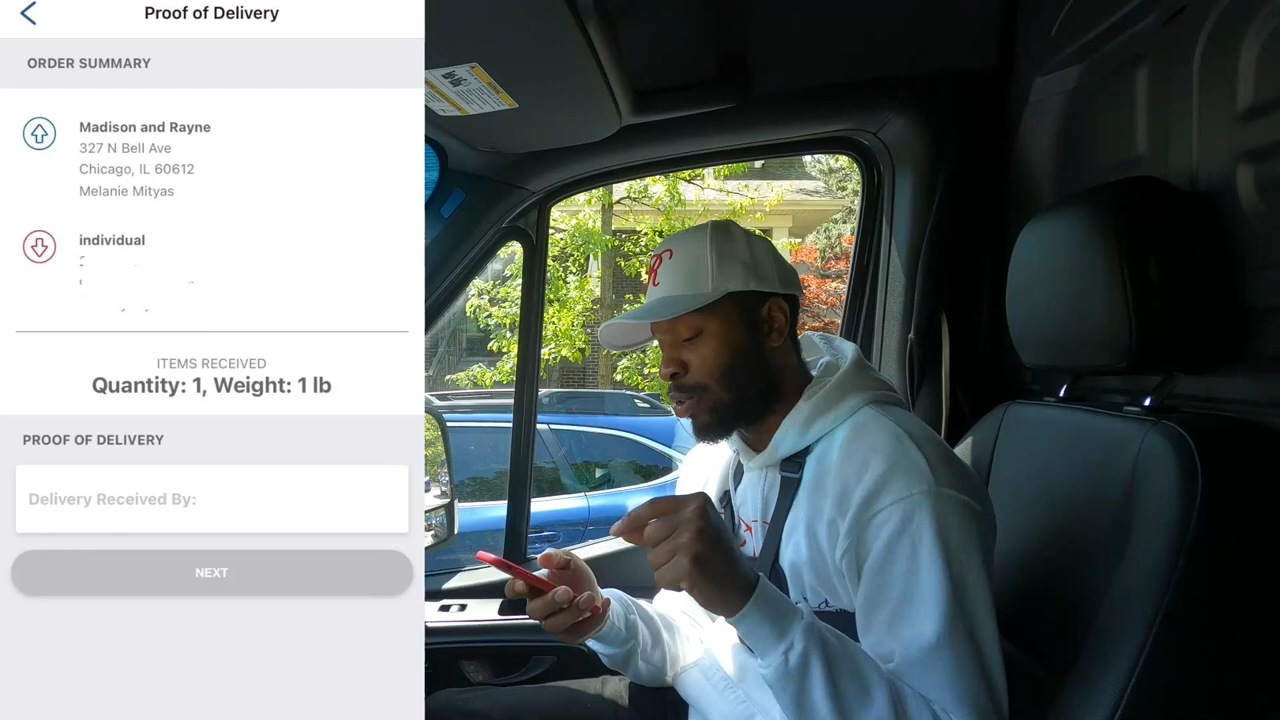 Proof of Delivery
ORDER SUMMARY
Madison and Rayne
327 N Bell Ave
Chicago, IL 60612
Melanie Mityas
individual
ITEMS RECEIVED
Quantity: 1, Weight: 1 lb
PROOF OF DELIVERY
Delivery Received By:
NEXT
R